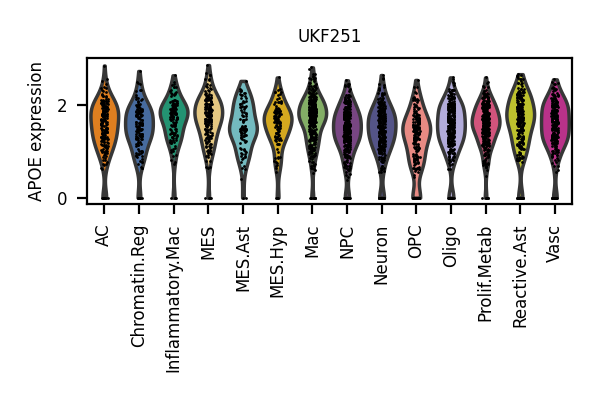 UKF251
APOE expression
2
0
AC
Chromatin.Reg
Inflammatory.Mac
MES
MES.Ast
MES.Hyp
Mac
NPC
Neuron
OPC
Oligo
Prolif.Metab
Reactive.Ast
Vasc